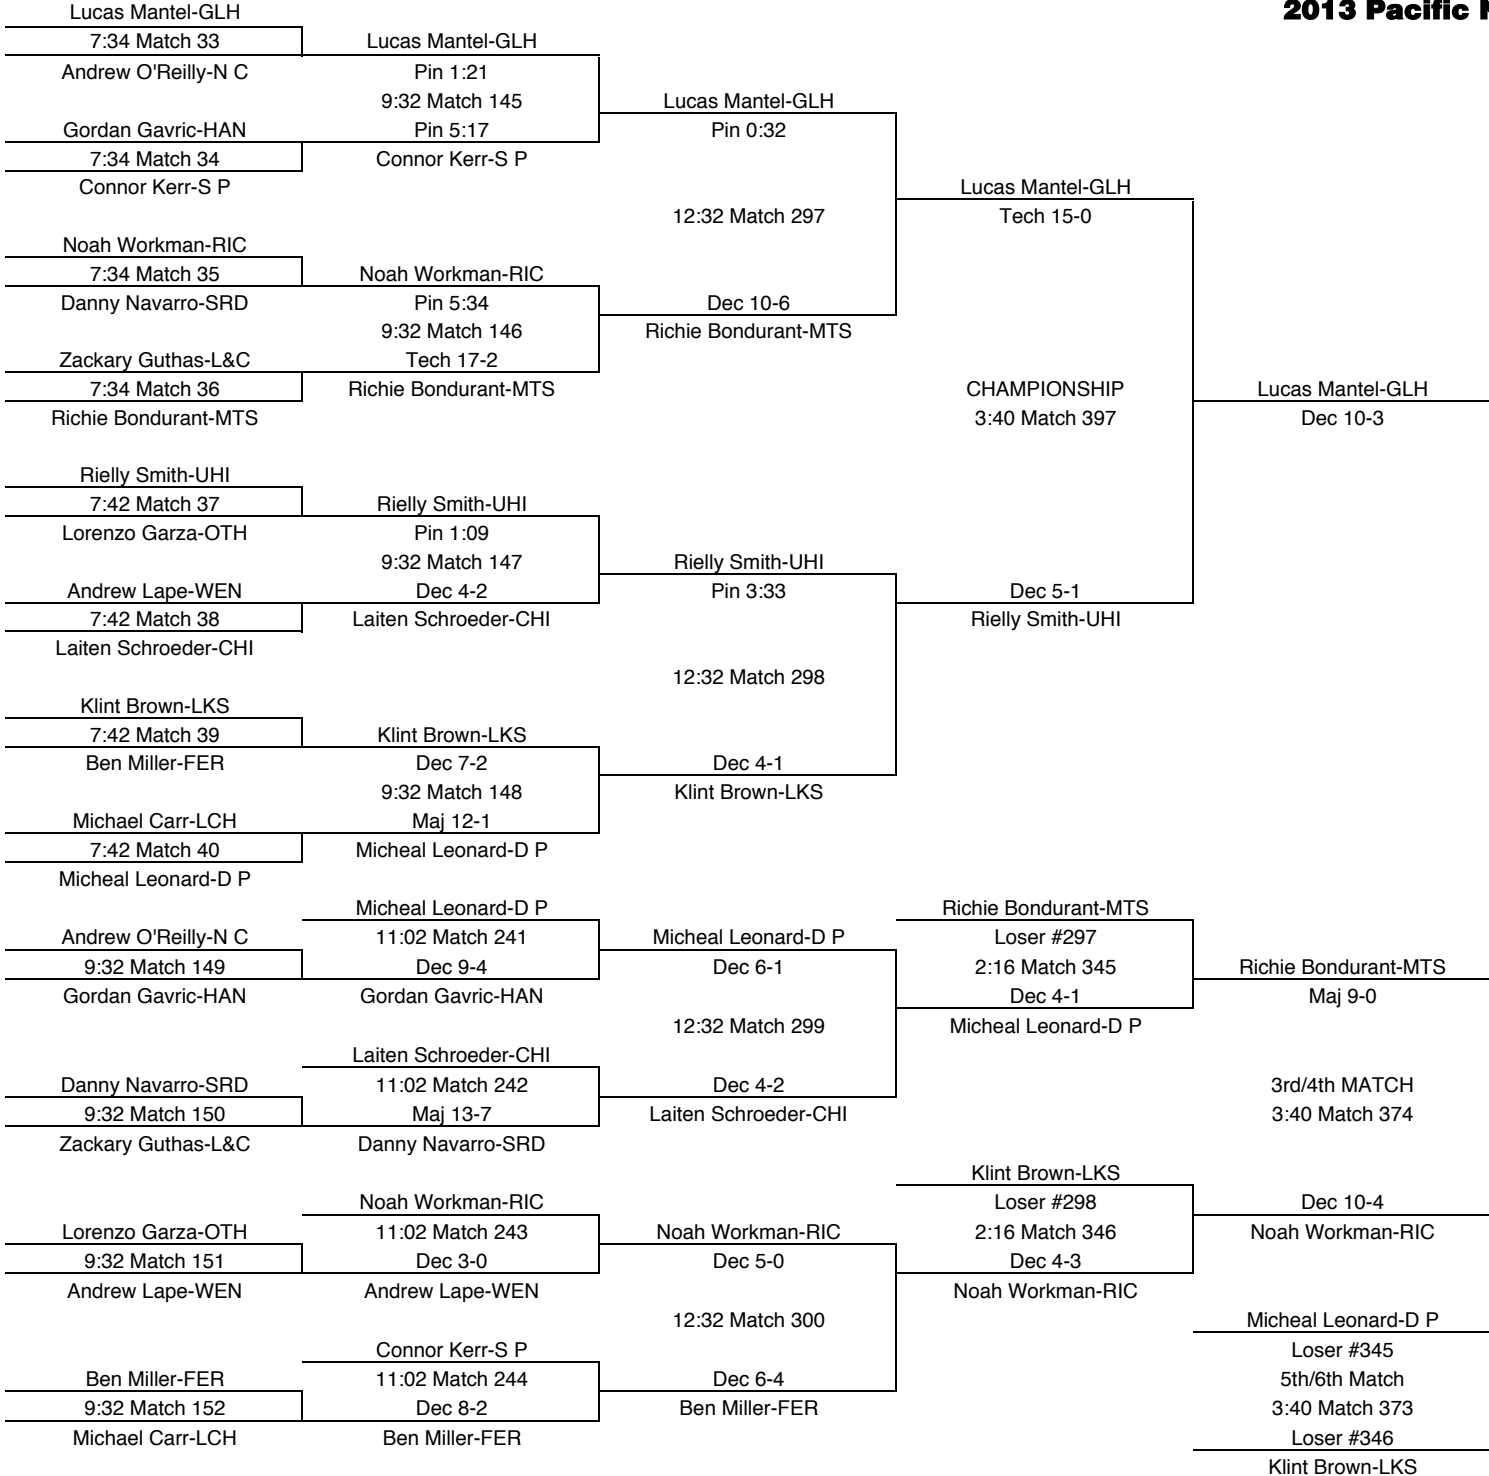 2013 Pacific N
Lucas Mantel-GLH
7:34 Match 33
Andrew O'Reilly-N C
Gordan Gavric-HAN
7:34 Match 34
Connor Kerr-S P
Noah Workman-RIC
7:34 Match 35
Danny Navarro-SRD
Zackary Guthas-L&C
7:34 Match 36
Richie Bondurant-MTS
Rielly Smith-UHI
7:42 Match 37
Lorenzo Garza-OTH
Andrew Lape-WEN
7:42 Match 38
Laiten Schroeder-CHI
Klint Brown-LKS
7:42 Match 39
Ben Miller-FER
Michael Carr-LCH
7:42 Match 40
Micheal Leonard-D P
Lucas Mantel-GLH
Pin 1:21
9:32 Match 145
Pin 5:17
Connor Kerr-S P
Noah Workman-RIC
Pin 5:34
9:32 Match 146
Tech 17-2
Richie Bondurant-MTS
Rielly Smith-UHI
Pin 1:09
9:32 Match 147
Dec 4-2
Laiten Schroeder-CHI
Klint Brown-LKS
Dec 7-2
9:32 Match 148
Maj 12-1
Micheal Leonard-D P
Lucas Mantel-GLH
Pin 0:32
12:32 Match 297
Dec 10-6
Richie Bondurant-MTS
Rielly Smith-UHI
Pin 3:33
12:32 Match 298
Dec 4-1
Klint Brown-LKS
Lucas Mantel-GLH
Tech 15-0
CHAMPIONSHIP
3:40 Match 397
Dec 5-1
Rielly Smith-UHI
Lucas Mantel-GLH
Dec 10-3
Andrew O'Reilly-N C
9:32 Match 149
Gordan Gavric-HAN
Danny Navarro-SRD
9:32 Match 150
Zackary Guthas-L&C
Lorenzo Garza-OTH
9:32 Match 151
Andrew Lape-WEN
Ben Miller-FER
9:32 Match 152
Michael Carr-LCH
Micheal Leonard-D P
11:02 Match 241
Dec 9-4
Gordan Gavric-HAN
Laiten Schroeder-CHI
11:02 Match 242
Maj 13-7
Danny Navarro-SRD
Noah Workman-RIC
11:02 Match 243
Dec 3-0
Andrew Lape-WEN
Connor Kerr-S P
11:02 Match 244
Dec 8-2
Ben Miller-FER
Micheal Leonard-D P
Dec 6-1
12:32 Match 299
Dec 4-2
Laiten Schroeder-CHI
Noah Workman-RIC
Dec 5-0
12:32 Match 300
Dec 6-4
Ben Miller-FER
Richie Bondurant-MTS
Loser #297
2:16 Match 345
Dec 4-1
Micheal Leonard-D P
Klint Brown-LKS
Loser #298
2:16 Match 346
Dec 4-3
Noah Workman-RIC
Richie Bondurant-MTS
Maj 9-0
3rd/4th MATCH
3:40 Match 374
Dec 10-4
Noah Workman-RIC
Micheal Leonard-D P
Loser #345
5th/6th Match
3:40 Match 373
Loser #346
Klint Brown-LKS